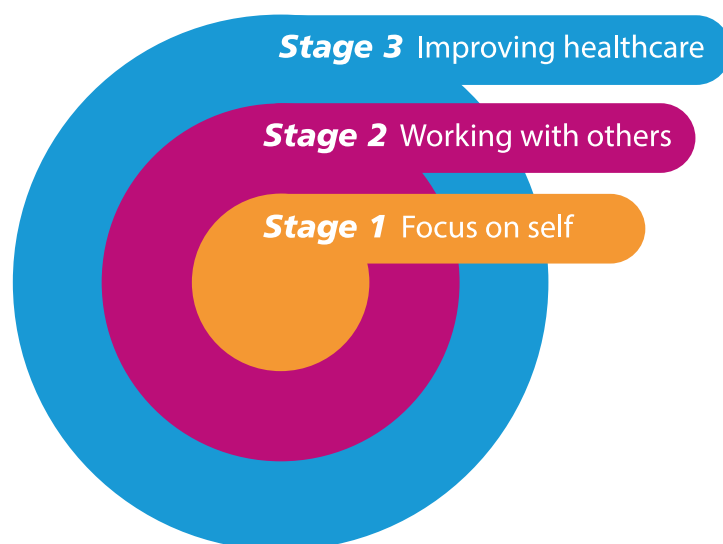 Stage 3 Improving healthcare
Stage 2 Working with others
Stage 1 Focus on self